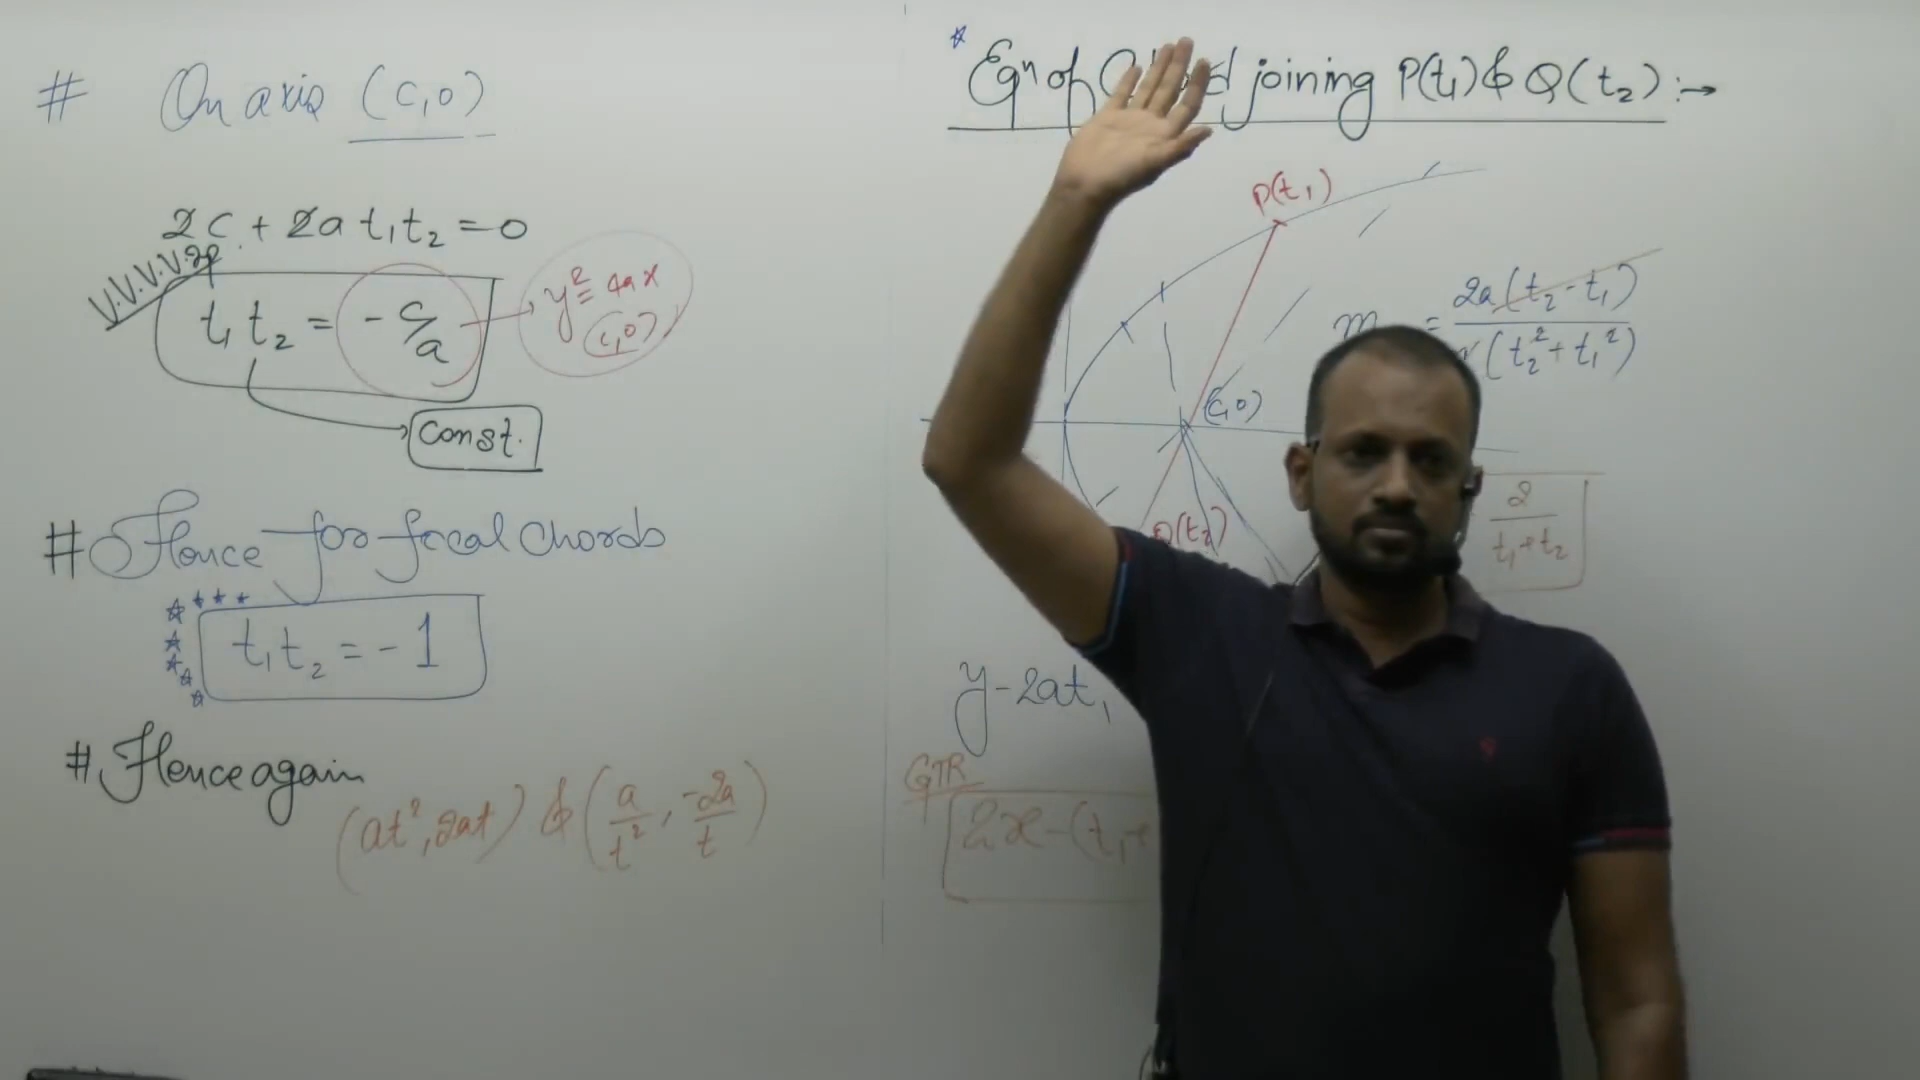 # On axis (c,0)
2c + 2a t₁t₂ = 0
V.V.V.V.Ip
t₁t₂ = - c/a
y² = 4ax
(c,0)
Const.
# Hence for focal chords
t₁t₂ = -1
# Hence again
(at², 2at) & (a/t², -2a/t)
Eqⁿ of joining P(t₁) & Q(t₂) :→
P(t₁)
m = 2a(t₂-t₁)
(t₂²+t₁²)
(c,0)
Q(t₂)
2/(t₁+t₂)
y-2at₁
GTR
2x-(t₁+